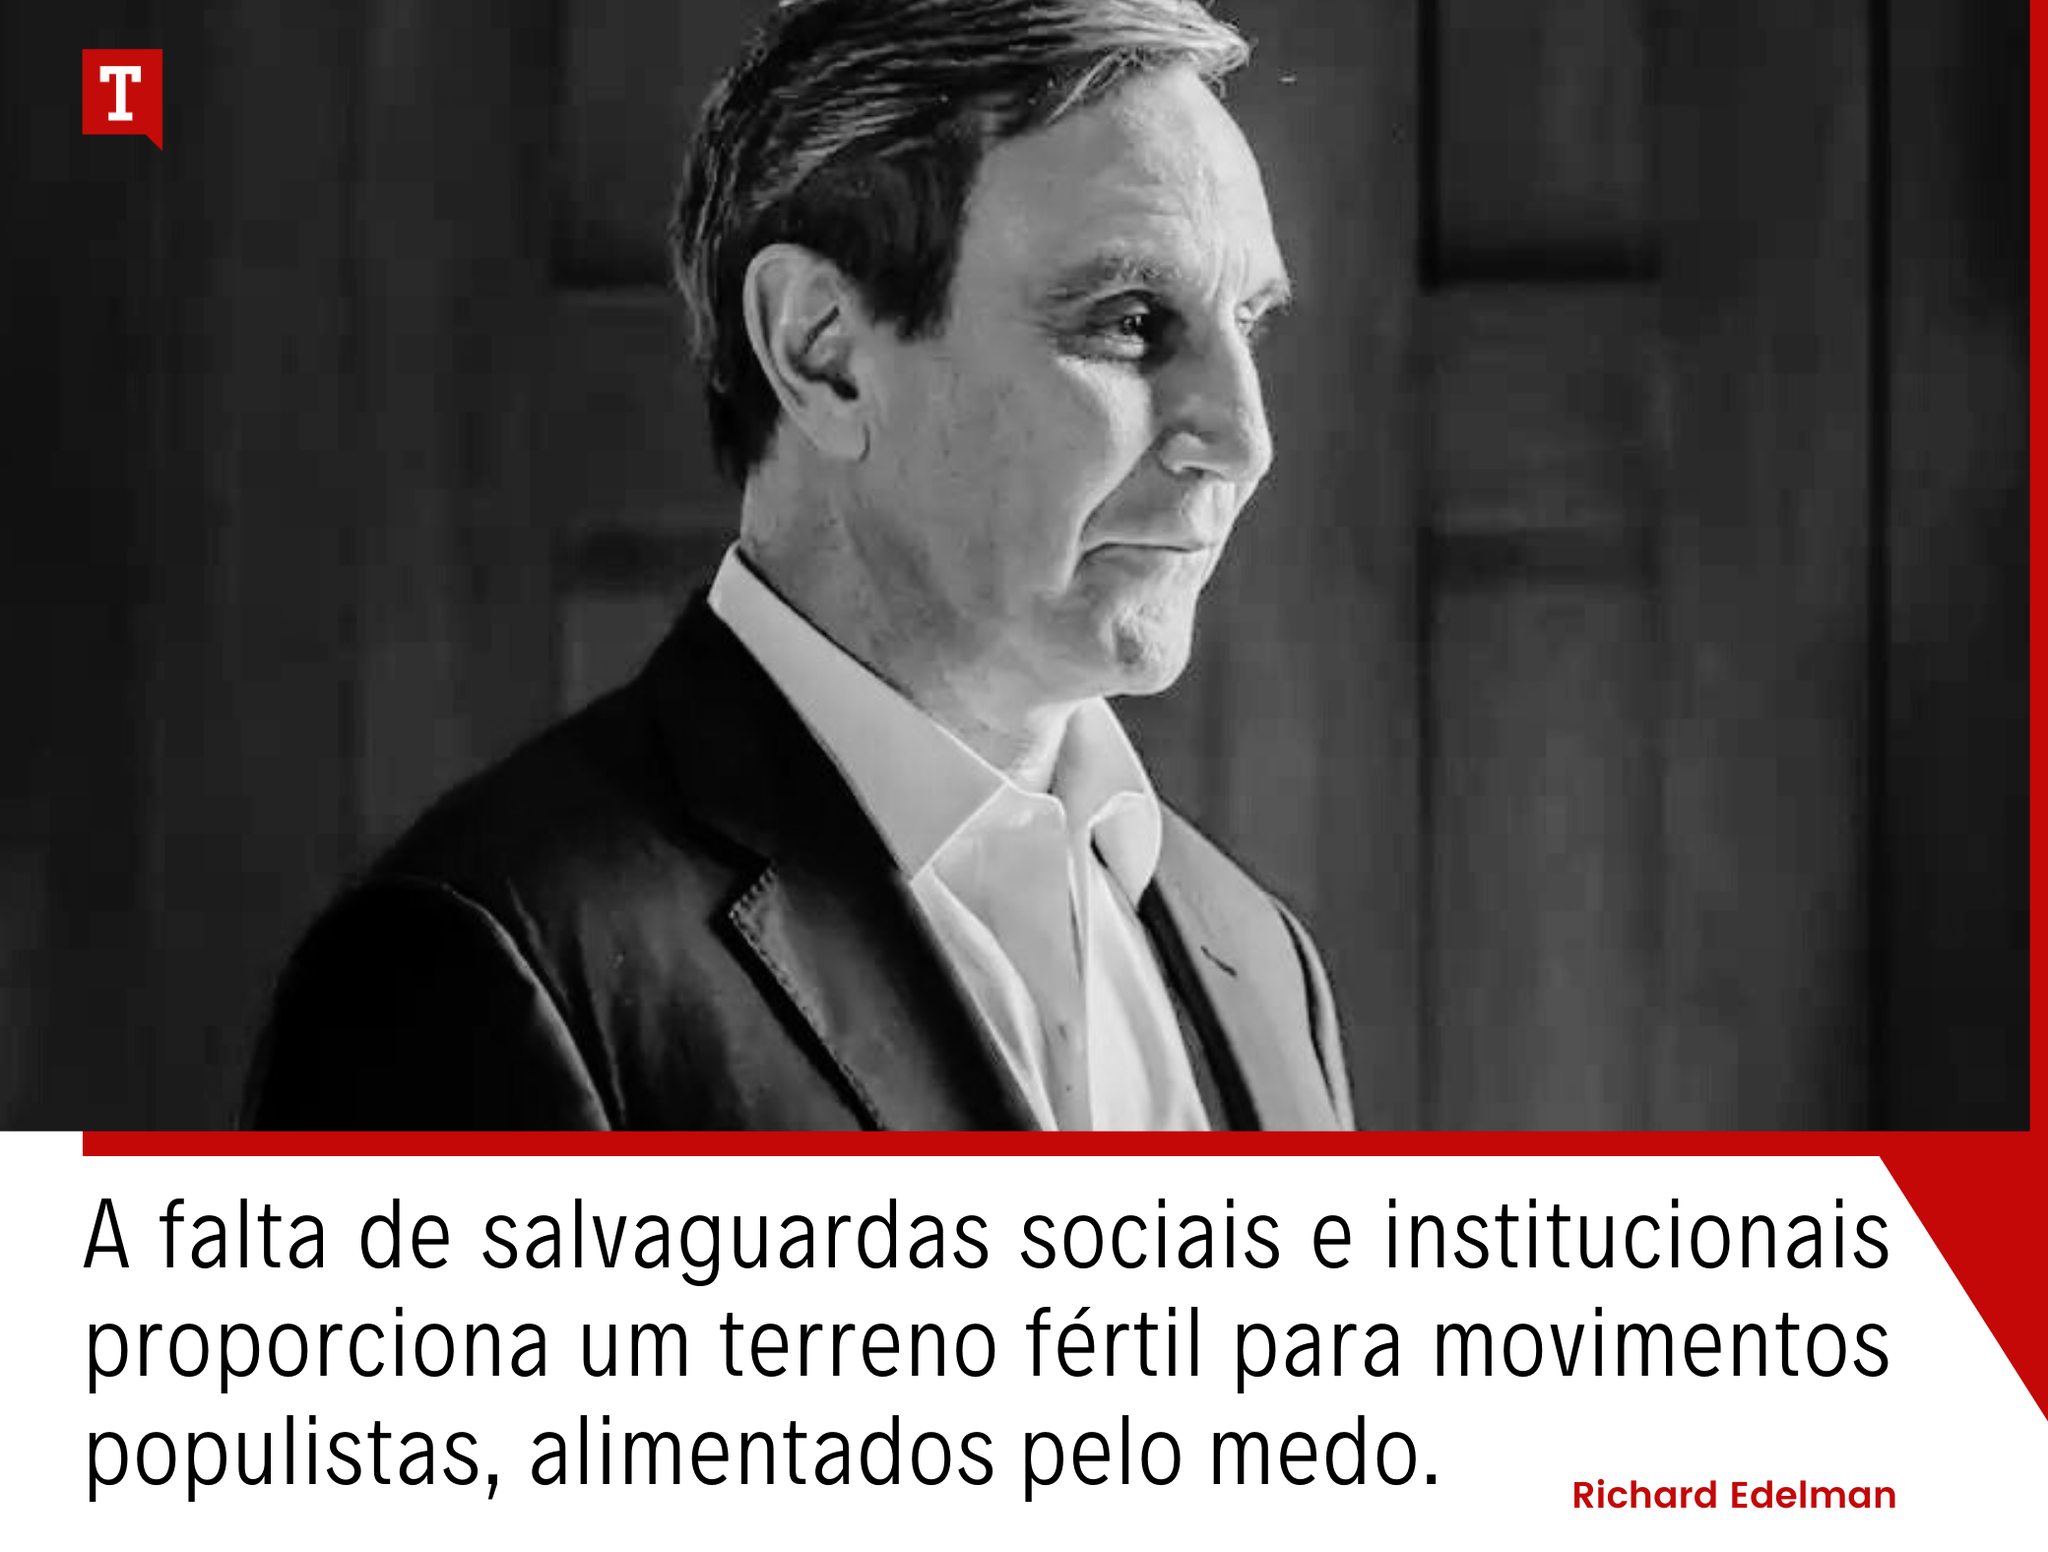 T
A falta de salvaguardas sociais e institucionais
proporciona um terreno fértil para movimentos
populistas, alimentados pelo medo.
Richard Edelman